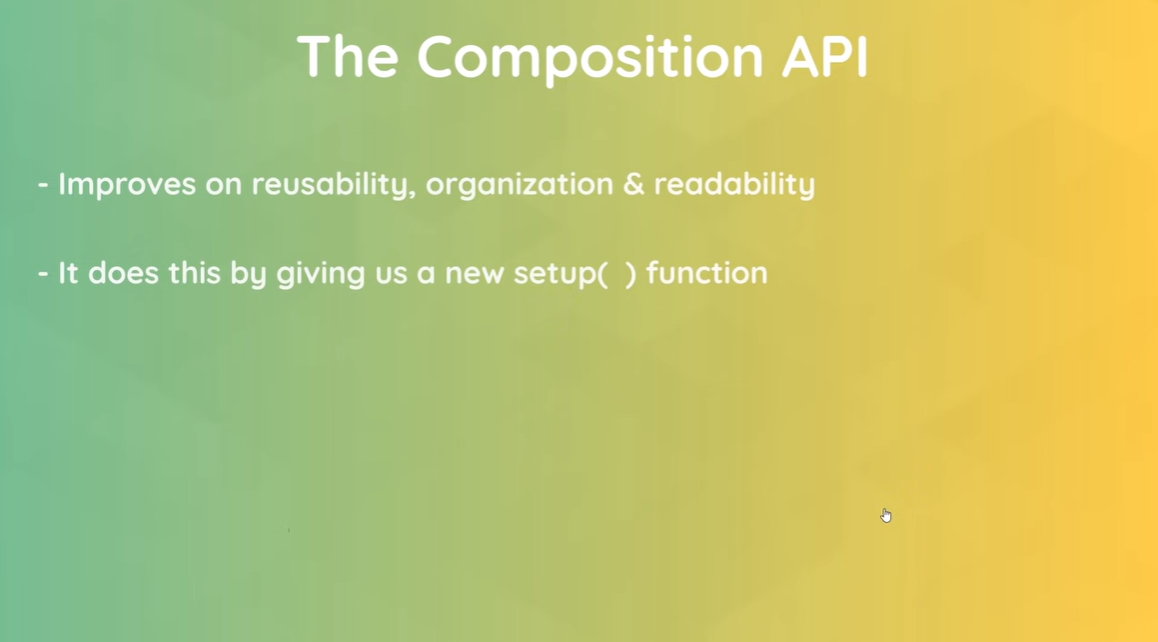 The Composition API
- Improves on reusability, organization & readability
- It does this by giving us a new setup(  ) function